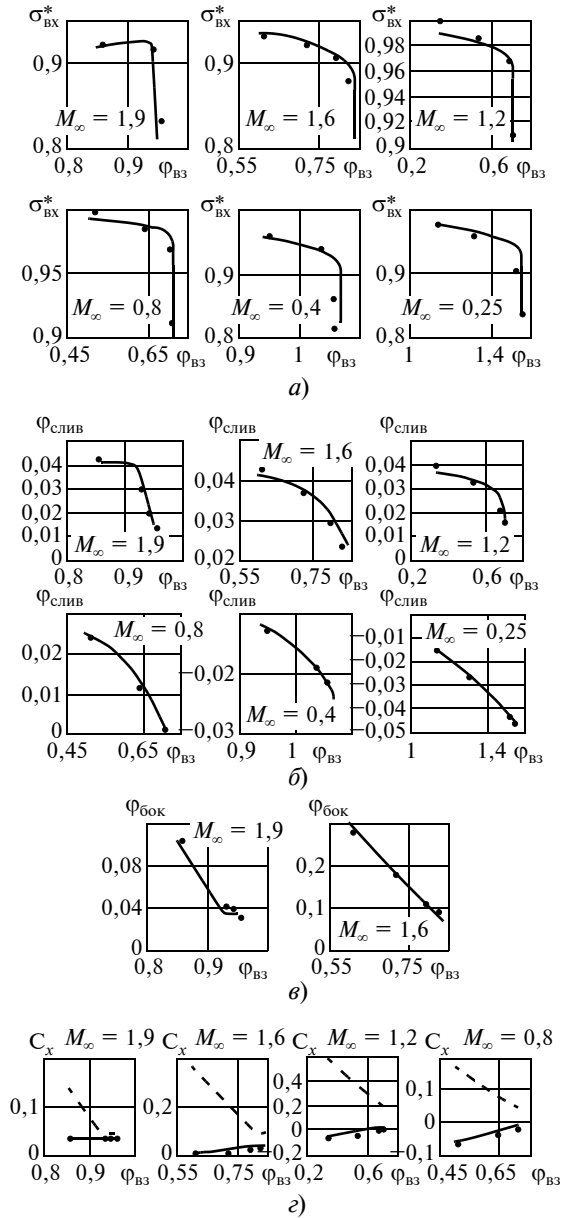 σ*вх σ*вх σ*вх
0,9 0,9 0,98
0,96
0,94
M∞ = 1,9 M∞ = 1,6 M∞ = 1,2 0,92
0,8 0,8 0,9
0,8 0,9 φвз 0,55 0,75 φвз 0,2 0,6 φвз
σ*вх σ*вх σ*вх
0,95 0,9 0,9
M∞ = 0,8 M∞ = 0,4 M∞ = 0,25
0,9 0,8 0,8
0,45 0,65 φвз 0,9 1 φвз 1 1,4 φвз
а)
φслив φслив φслив
0,04 0,04 M∞ = 1,6 0,04
0,03 0,03 0,03
0,02 0,02
0,01 M∞ = 1,9 0,01 M∞ = 1,2
0 0,02 0
0,8 0,9 φвз 0,55 0,75 φвз 0,2 0,6 φвз
φслив φслив φслив
0,02 M∞ = 0,8 −0,02 −0,01 M∞ = 0,25
−0,02
0,01 −0,03
M∞ = 0,4 −0,04
0 −0,03 −0,05
0,45 0,65 φвз 0,9 1 φвз 1 1,4 φвз
б)
φбок φбок
0,08 M∞ = 1,9 0,2
0,04 0,1
M∞ = 1,6
0 0
0,8 0,9 φвз 0,55 0,75 φвз
в)
Cx M∞ = 1,9 Cx M∞ = 1,6 Cx M∞ = 1,2 Cx M∞ = 0,8
0,1 0,2 0,4 0,1
0,2
0 0
0 0 −0,2 −0,1
0,8 0,9 φвз 0,55 0,75 φвз 0,2 0,6 φвз 0,45 0,65 φвз
г)